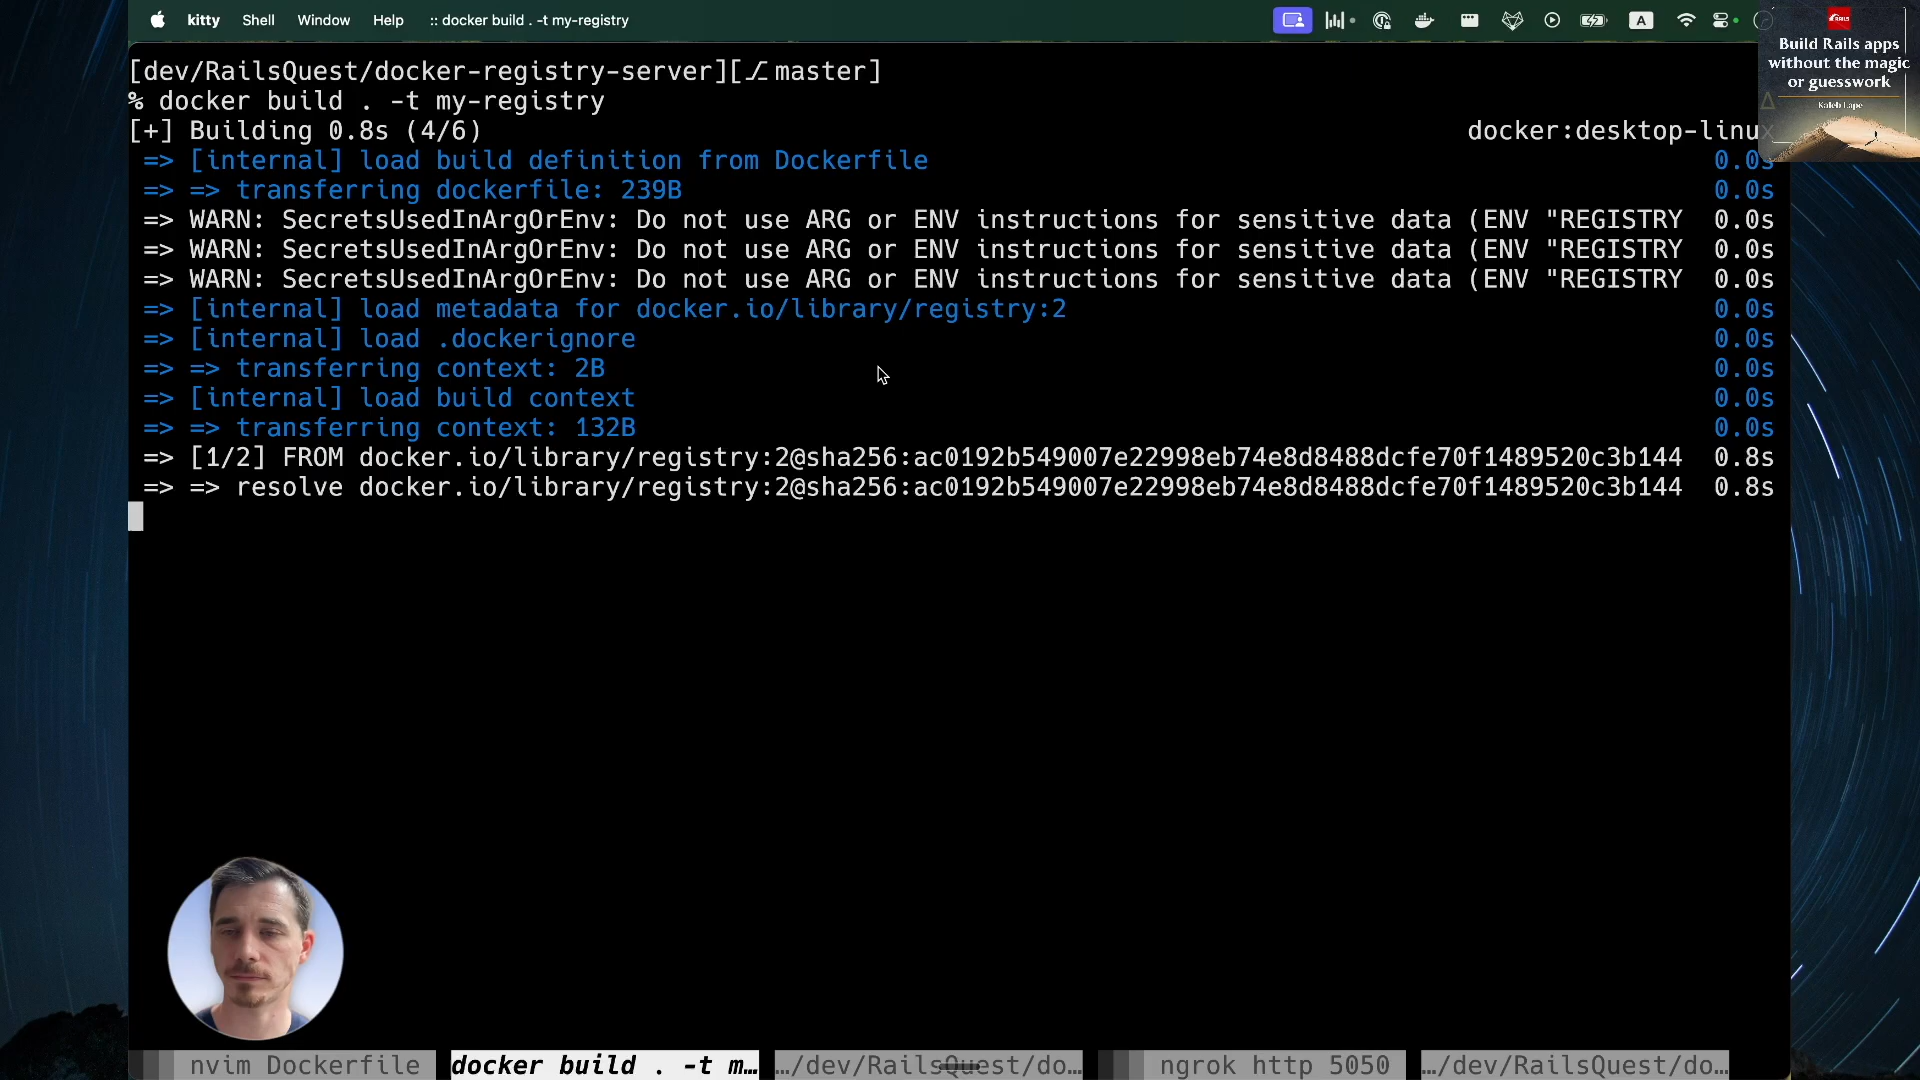 kitty Shell Window Help :: docker build . -t my-registry
A
RAILS
Build Rails apps
without the magic
or guesswork
Kaleb Lape
[dev/RailsQuest/docker-registry-server][⌥master]
% docker build . -t my-registry
[+] Building 0.8s (4/6) docker:desktop-linux
=> [internal] load build definition from Dockerfile 0.0s
=> => transferring dockerfile: 239B 0.0s
=> WARN: SecretsUsedInArgOrEnv: Do not use ARG or ENV instructions for sensitive data (ENV "REGISTRY 0.0s
=> WARN: SecretsUsedInArgOrEnv: Do not use ARG or ENV instructions for sensitive data (ENV "REGISTRY 0.0s
=> WARN: SecretsUsedInArgOrEnv: Do not use ARG or ENV instructions for sensitive data (ENV "REGISTRY 0.0s
=> [internal] load metadata for docker.io/library/registry:2 0.0s
=> [internal] load .dockerignore 0.0s
=> => transferring context: 2B 0.0s
=> [internal] load build context 0.0s
=> => transferring context: 132B 0.0s
=> [1/2] FROM docker.io/library/registry:2@sha256:ac0192b549007e22998eb74e8d8488dcfe70f1489520c3b144 0.8s
=> => resolve docker.io/library/registry:2@sha256:ac0192b549007e22998eb74e8d8488dcfe70f1489520c3b144 0.8s
nvim Dockerfile docker build . -t m… …/dev/RailsQuest/do… ngrok http 5050 …/dev/RailsQuest/do…